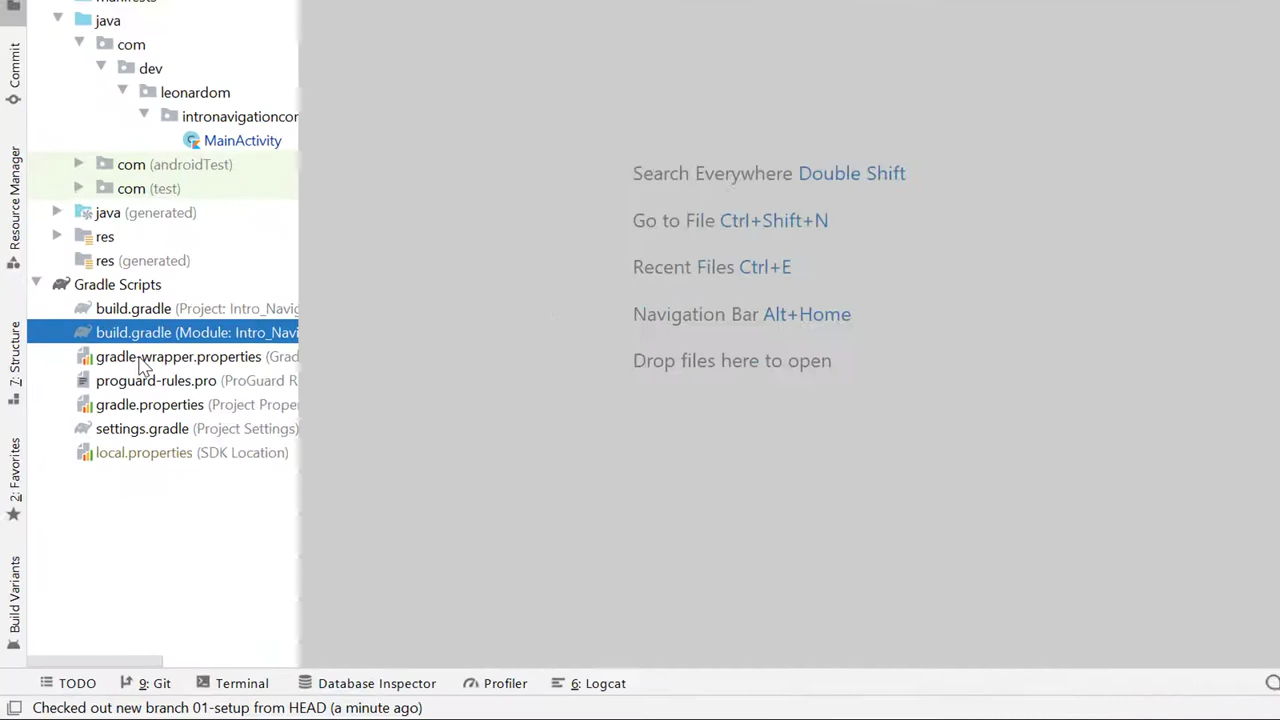 java
com
dev
leonardom
intronavigationcor
MainActivity
com (androidTest)
com (test)
java (generated)
res
res (generated)
Gradle Scripts
build.gradle (Project: Intro_Navig
build.gradle (Module: Intro_Navi
gradle-wrapper.properties (Grad
proguard-rules.pro (ProGuard R
gradle.properties (Project Proper
settings.gradle (Project Settings)
local.properties (SDK Location)
Commit
Resource Manager
7: Structure
2: Favorites
Build Variants
Search Everywhere Double Shift
Go to File Ctrl+Shift+N
Recent Files Ctrl+E
Navigation Bar Alt+Home
Drop files here to open
TODO 9: Git Terminal Database Inspector Profiler 6: Logcat
Checked out new branch 01-setup from HEAD (a minute ago)